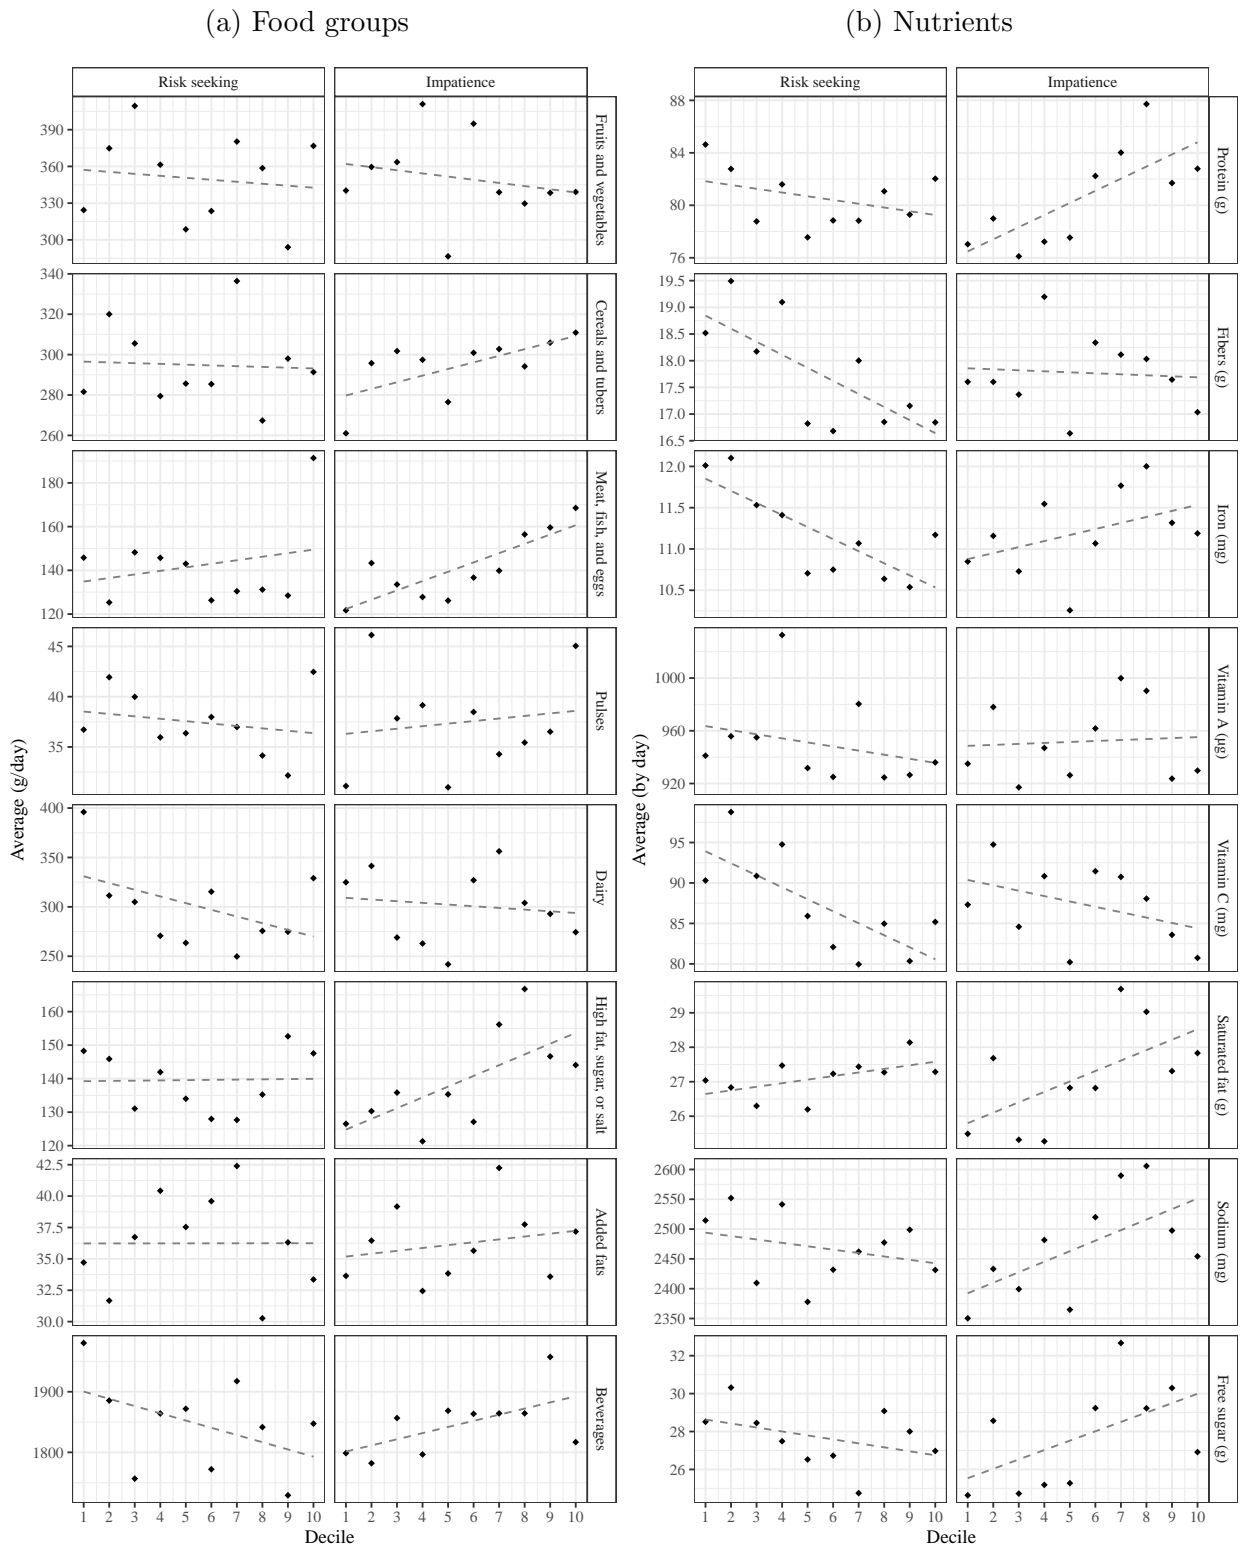 (a) Food groups
(b) Nutrients
Risk seeking
Impatience
Average (g/day)
390
360
330
300
Fruits and vegetables
340
320
300
280
260
Cereals and tubers
180
160
140
120
Meat, fish, and eggs
45
40
35
Pulses
400
350
300
250
Dairy
160
150
140
130
120
High fat, sugar, or salt
42.5
40.0
37.5
35.0
32.5
30.0
Added fats
1900
1800
Beverages
1 2 3 4 5 6 7 8 9 10
1 2 3 4 5 6 7 8 9 10
Decile
Risk seeking
Impatience
Average (by day)
88
84
80
76
Protein (g)
19.5
19.0
18.5
18.0
17.5
17.0
16.5
Fibers (g)
12.0
11.5
11.0
10.5
Iron (mg)
1000
960
920
Vitamin A (µg)
95
90
85
80
Vitamin C (mg)
29
28
27
26
Saturated fat (g)
2600
2550
2500
2450
2400
2350
Sodium (mg)
32
30
28
26
Free sugar (g)
1 2 3 4 5 6 7 8 9 10
1 2 3 4 5 6 7 8 9 10
Decile